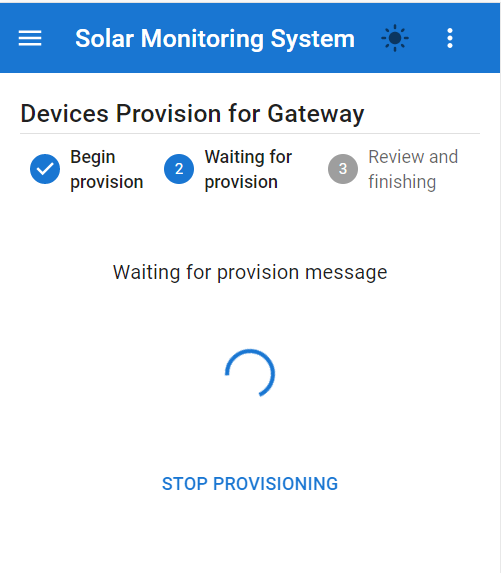 Solar Monitoring System
Devices Provision for Gateway
Begin
provision
2
Waiting for
provision
3
Review and
finishing
Waiting for provision message
STOP PROVISIONING